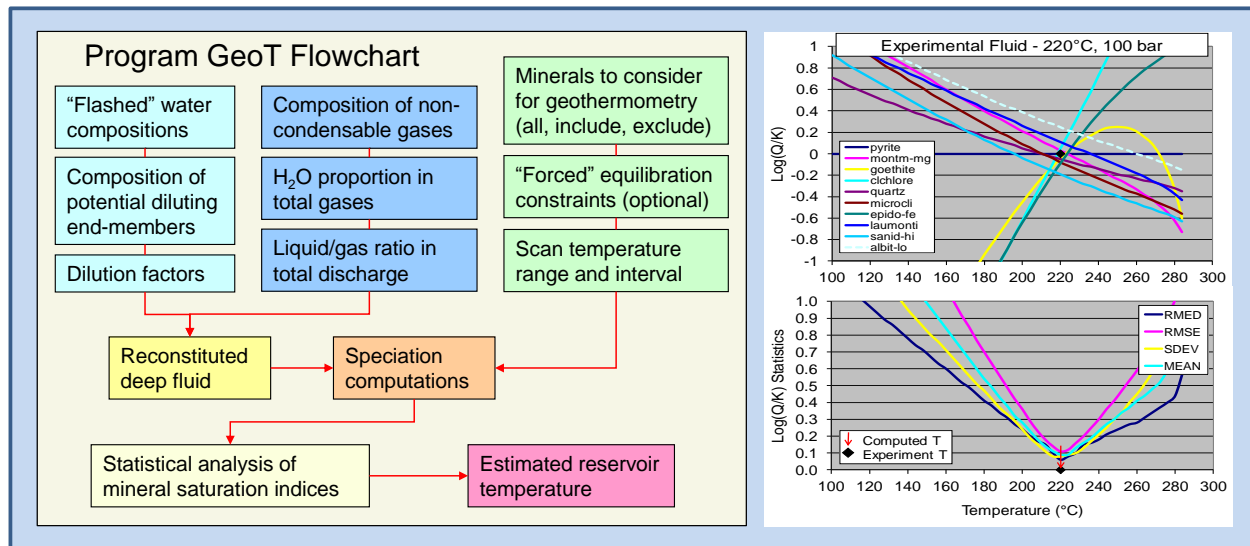 Program GeoT Flowchart
“Flashed” water
compositions
Composition of
potential diluting
end-members
Dilution factors
Composition of non-
condensable gases
H₂O proportion in
total gases
Liquid/gas ratio in
total discharge
Minerals to consider
for geothermometry
(all, include, exclude)
“Forced” equilibration
constraints (optional)
Scan temperature
range and interval
Reconstituted
deep fluid
Speciation
computations
Statistical analysis of
mineral saturation indices
Estimated reservoir
temperature
Experimental Fluid - 220°C, 100 bar
Log(Q/K)
1
0.8
0.6
0.4
0.2
0
-0.2
-0.4
-0.6
-0.8
-1
pyrite
montm-mg
goethite
clchlore
quartz
microcli
epido-fe
laumonti
sanid-hi
albit-lo
100 120 140 160 180 200 220 240 260 280 300
Log(Q/K) Statistics
1.0
0.9
0.8
0.7
0.6
0.5
0.4
0.3
0.2
0.1
0.0
RMED
RMSE
SDEV
MEAN
Computed T
Experiment T
100 120 140 160 180 200 220 240 260 280 300
Temperature (°C)